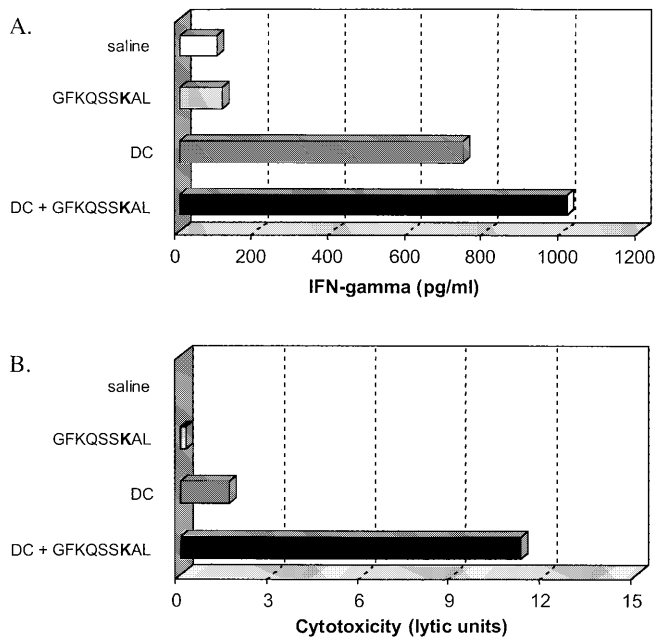 A.
saline
GFKQSSKAL
DC
DC + GFKQSSKAL
0 200 400 600 800 1000 1200
IFN-gamma (pg/ml)
B.
saline
GFKQSSKAL
DC
DC + GFKQSSKAL
0 3 6 9 12 15
Cytotoxicity (lytic units)